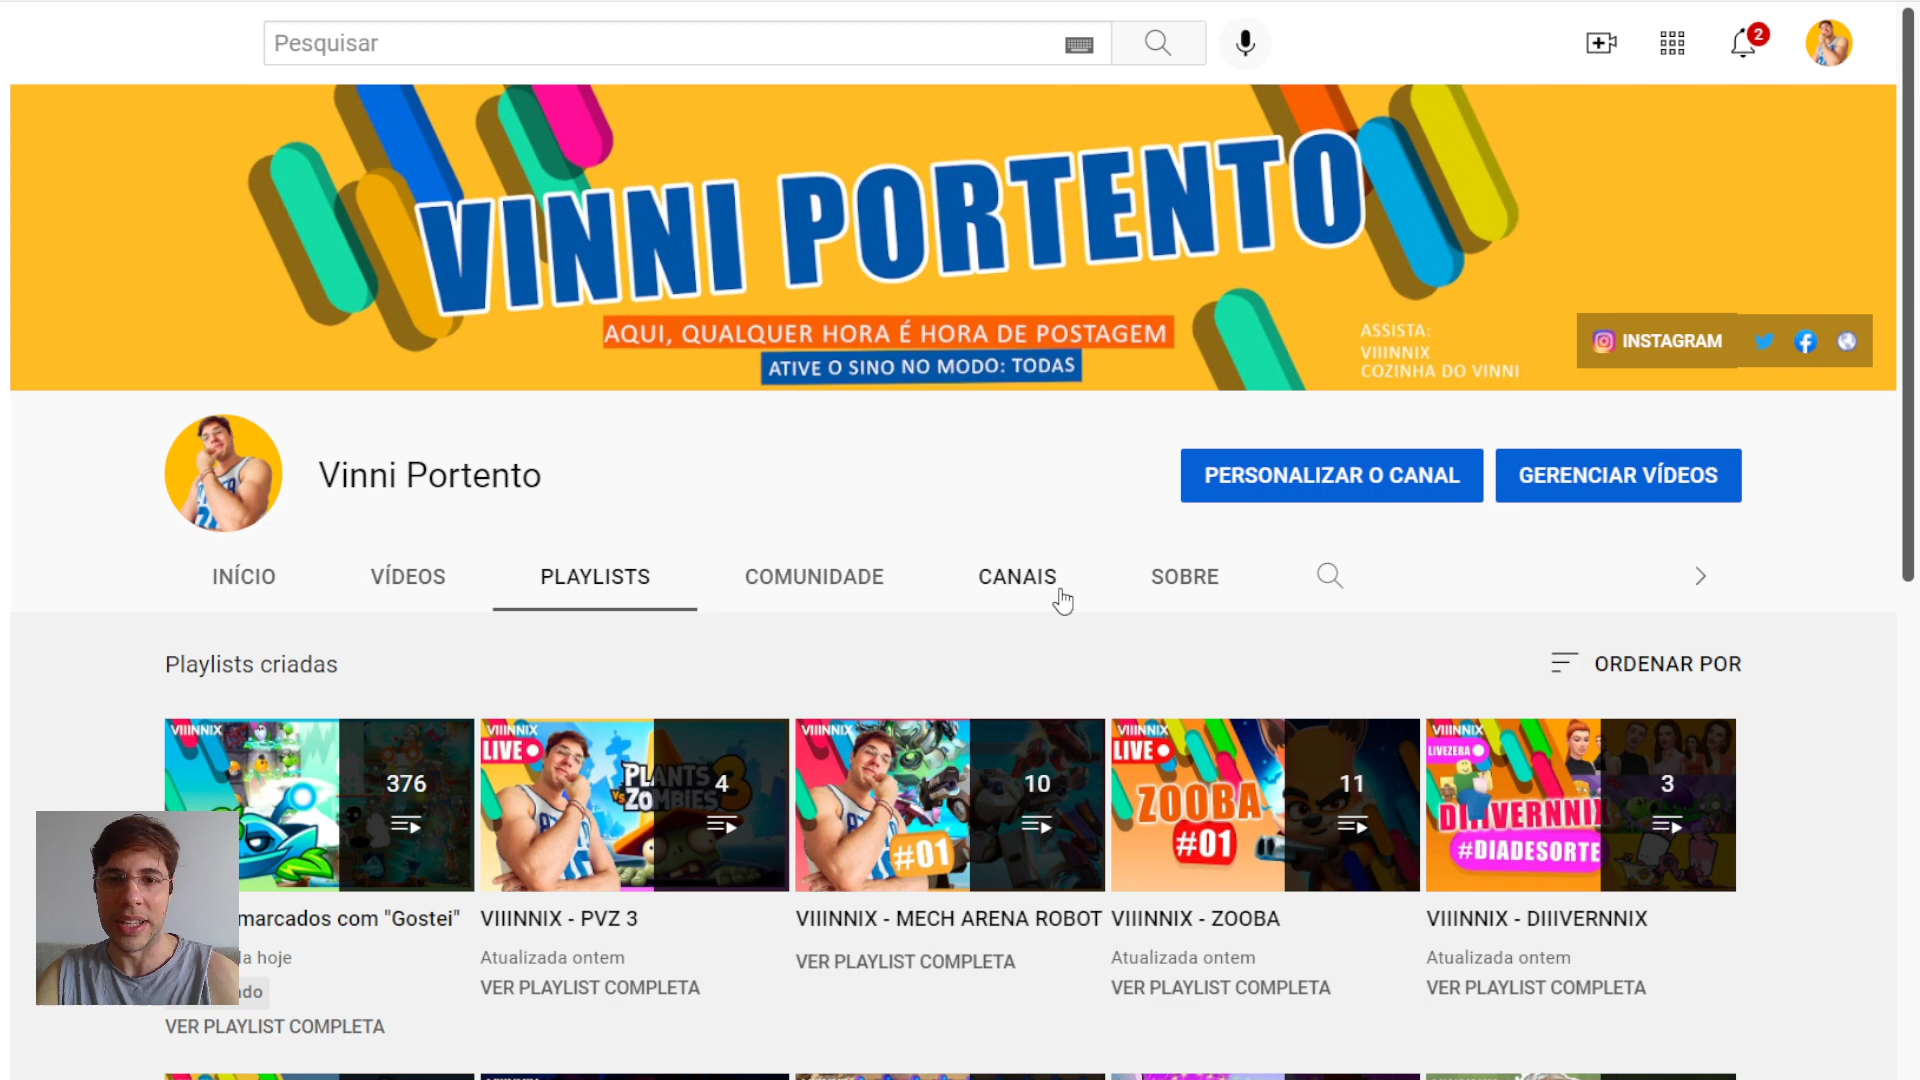 Pesquisar
2
VINNI PORTENTO
AQUI, QUALQUER HORA É HORA DE POSTAGEM
ATIVE O SINO NO MODO: TODAS
ASSISTA:
VIIINNIX
COZINHA DO VINNI
INSTAGRAM
Vinni Portento
PERSONALIZAR O CANAL
GERENCIAR VÍDEOS
INÍCIO
VÍDEOS
PLAYLISTS
COMUNIDADE
CANAIS
SOBRE
Playlists criadas
ORDENAR POR
VIIINNIX
376
VIIINNIX
LIVE
PLANTS
VS ZOMBIES 3
4
VIIINNIX
#01
10
VIIINNIX
LIVE
ZOOBA
#01
11
VIIINNIX
LIVEZERA
DIIIVERNNIX
#DIADESORTE
3
marcados com "Gostei"
la hoje
do
VER PLAYLIST COMPLETA
VIIINNIX - PVZ 3
Atualizada ontem
VER PLAYLIST COMPLETA
VIIINNIX - MECH ARENA ROBOT
VER PLAYLIST COMPLETA
VIIINNIX - ZOOBA
Atualizada ontem
VER PLAYLIST COMPLETA
VIIINNIX - DIIIVERNNIX
Atualizada ontem
VER PLAYLIST COMPLETA